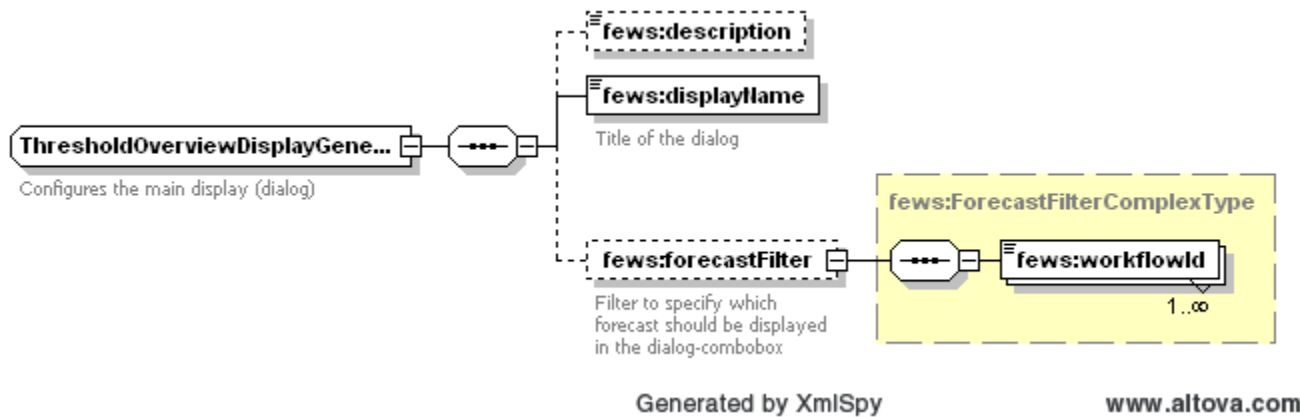 fews:description
fews:displayName
Title of the dialog
ThresholdOverviewDisplayGene...
Configures the main display (dialog)
fews:ForecastFilterComplexType
fews:forecastFilter
fews:workflowId
1..∞
Filter to specify which
forecast should be displayed
in the dialog-combobox
Generated by XmlSpy
www.altova.com